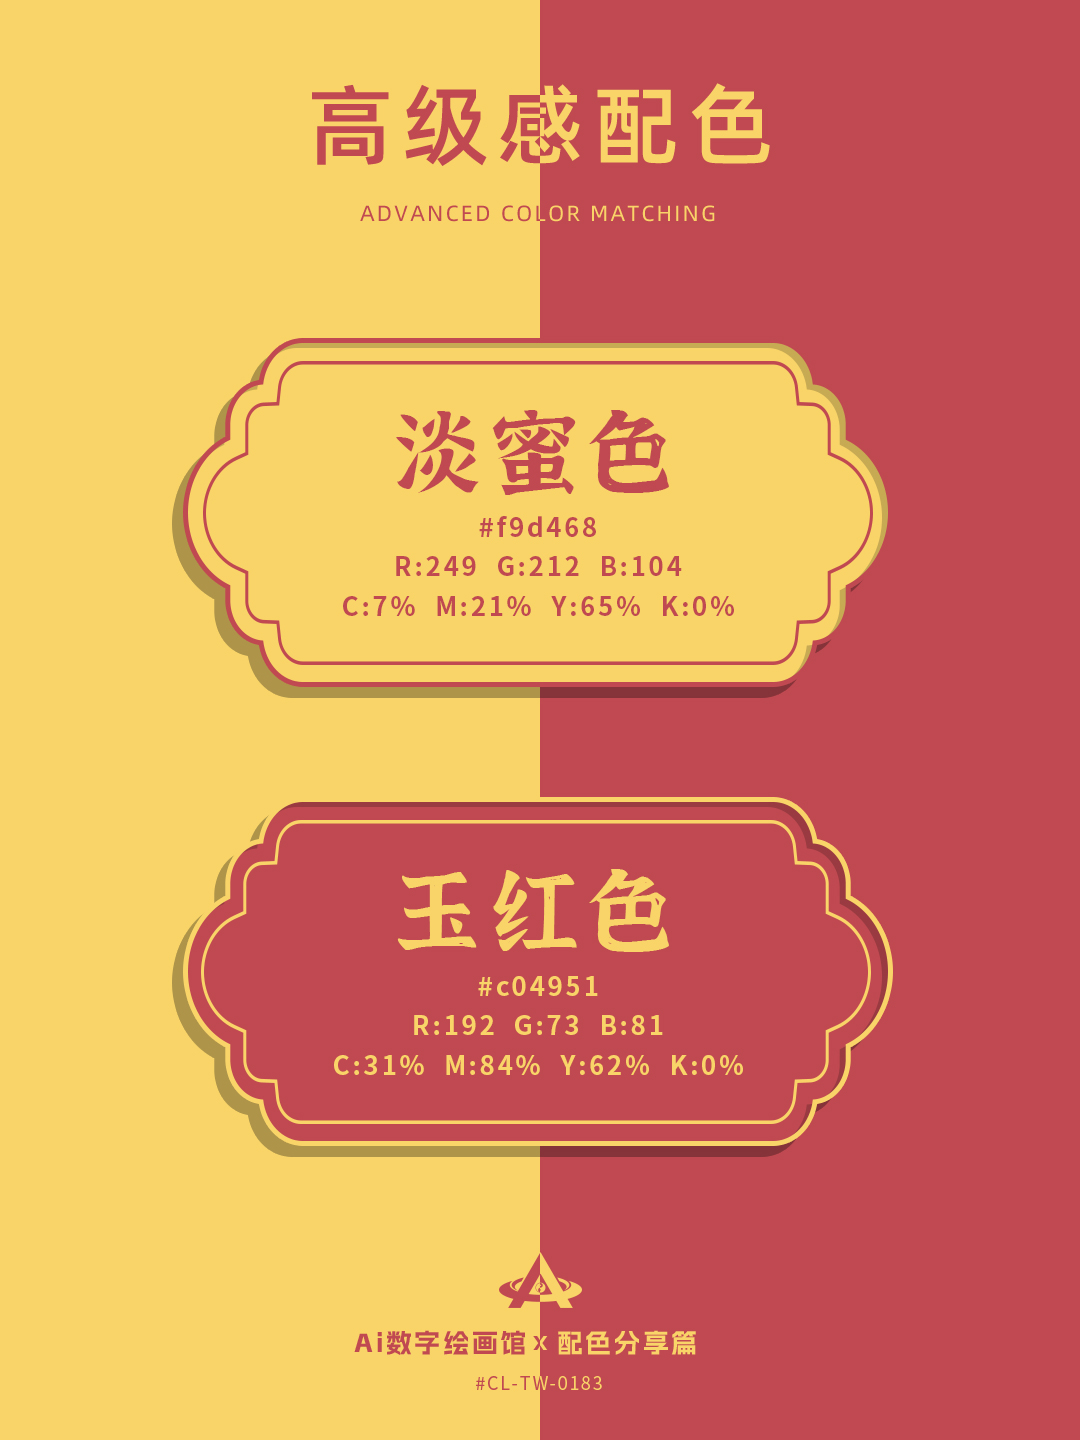 高级感配色
ADVANCED COLOR MATCHING
淡蜜色
#f9d468
R:249 G:212 B:104
C:7% M:21% Y:65% K:0%
玉红色
#c04951
R:192 G:73 B:81
C:31% M:84% Y:62% K:0%
Ai数字绘画馆 x 配色分享篇
#CL-TW-0183